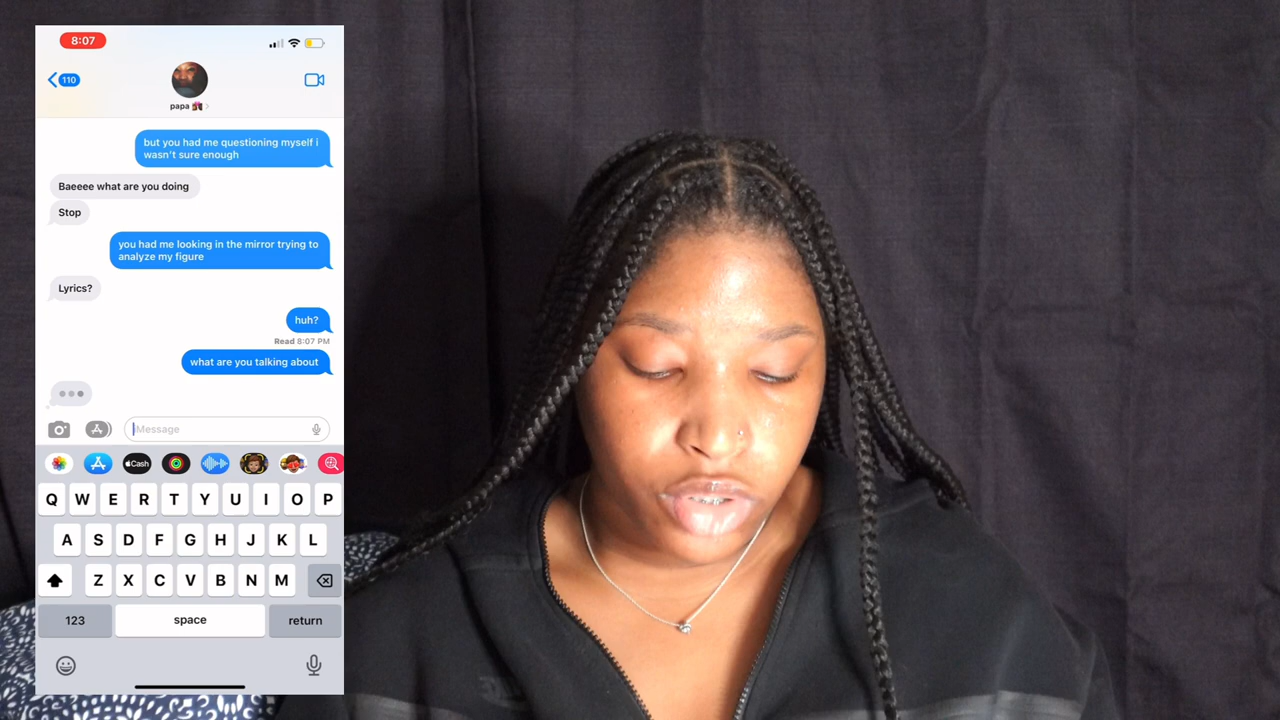 8:07
110
papa
but you had me questioning myself i
wasn't sure enough
Baeeee what are you doing
Stop
you had me looking in the mirror trying to
analyze my figure
Lyrics?
huh?
Read 8:07 PM
what are you talking about
iMessage
Cash
Q W E R T Y U I O P
A S D F G H J K L
Z X C V B N M
123 space return